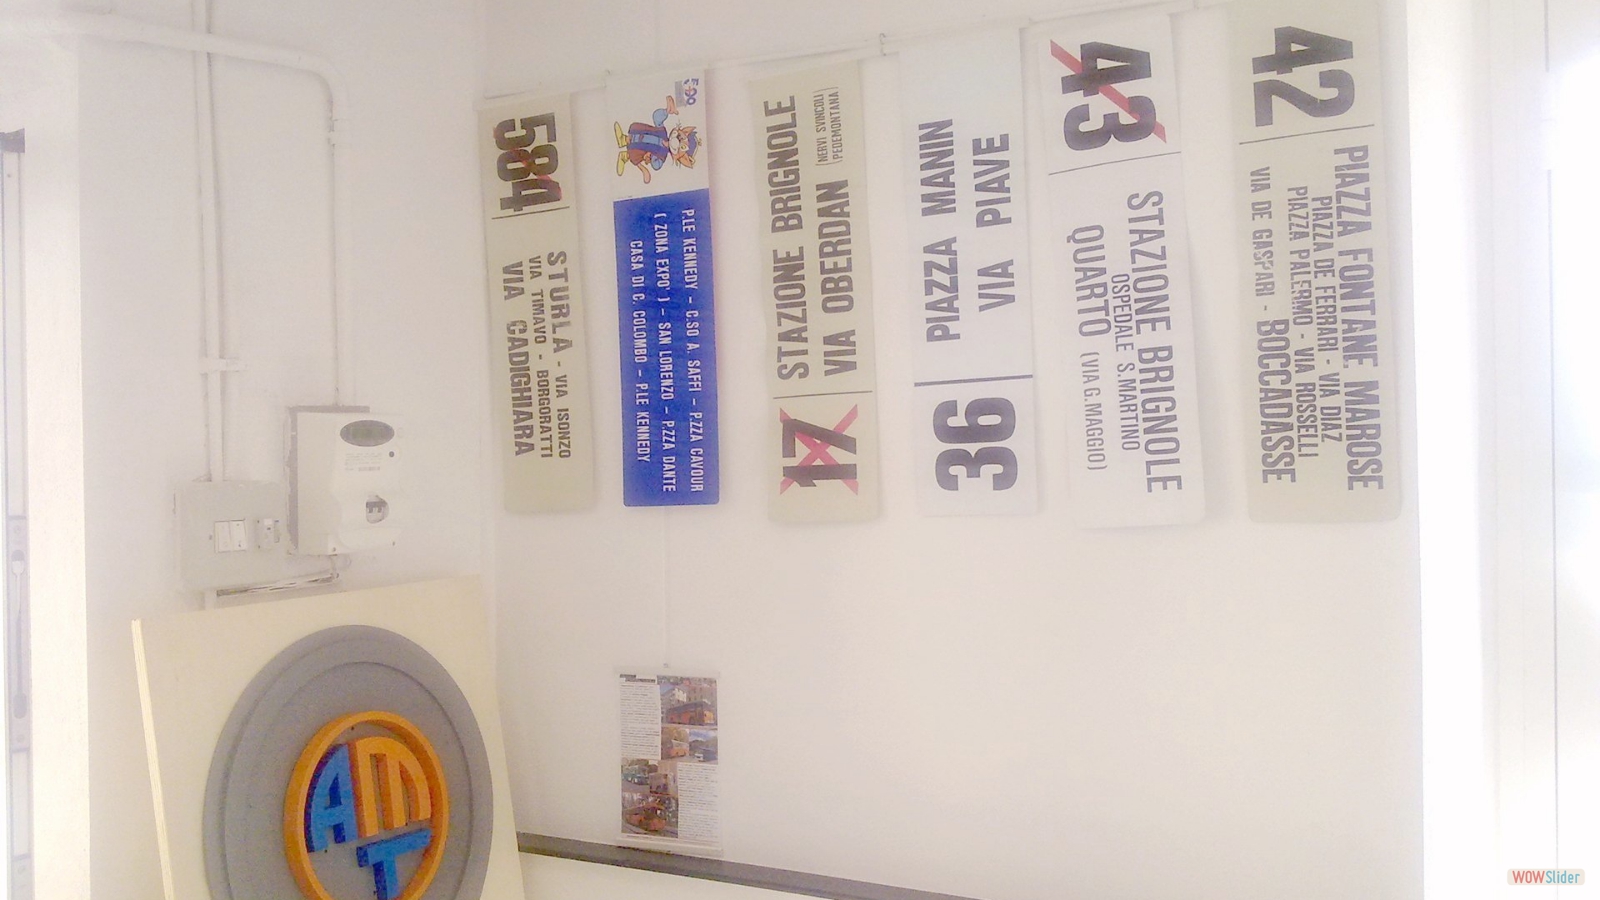 584
STURLA - VIA ISONZO
VIA TIMAVO - BORGORATTI
VIA CADIGHIARA
P.LE KENNEDY - C.SO A. SAFFI - P.ZZA CAVOUR
( ZONA EXPO' ) - SAN LORENZO - P.ZZA DANTE
CASA DI C. COLOMBO - P.LE KENNEDY
STAZIONE BRIGNOLE
VIA OBERDAN (NERVI SVINCOLI PEDEMONTANA)
17
PIAZZA MANIN
VIA PIAVE
36
43
STAZIONE BRIGNOLE
OSPEDALE S.MARTINO
QUARTO (VIA G.MAGGIO)
42
PIAZZA FONTANE MAROSE
PIAZZA DE FERRARI - VIA DIAZ
PIAZZA PALERMO - VIA ROSSELLI
VIA DE GASPARI - BOCCADASSE
AMT
WOWSlider